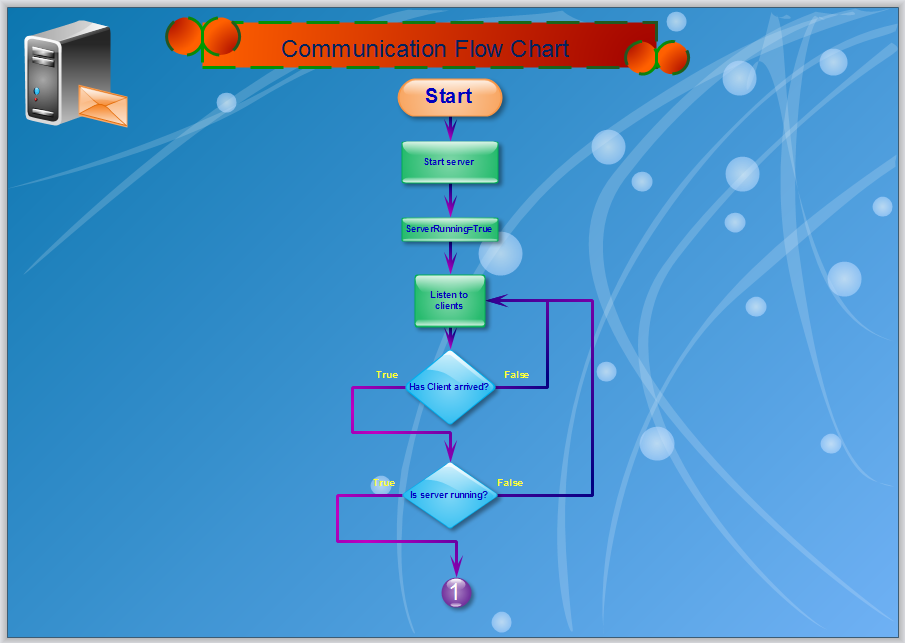 Communication Flow Chart
Start
Start server
ServerRunning=True
Listen to
clients
True
False
Has Client arrived?
True
False
Is server running?
1